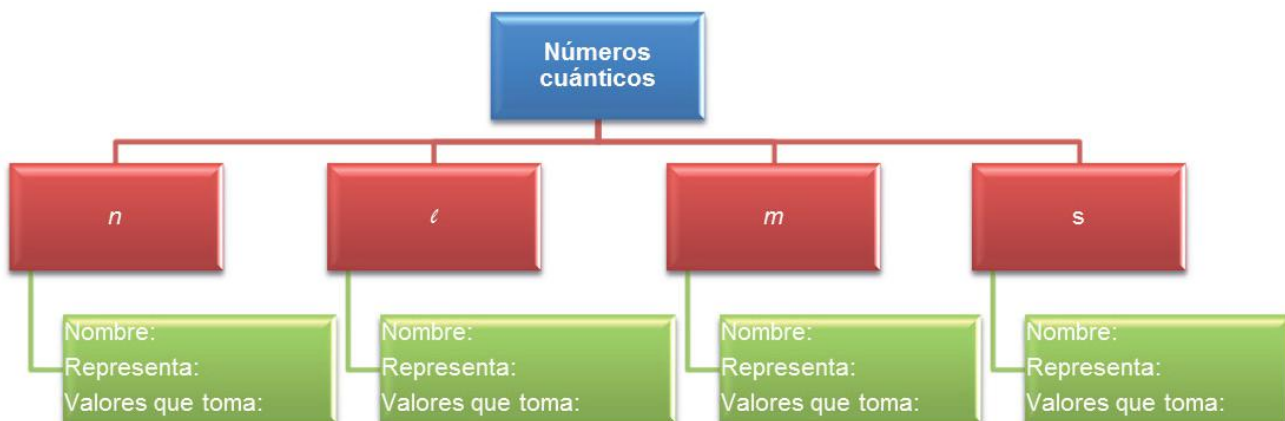 Números
cuánticos
n
ℓ
m
s
Nombre:
Representa:
Valores que toma:
Nombre:
Representa:
Valores que toma:
Nombre:
Representa:
Valores que toma:
Nombre:
Representa:
Valores que toma: